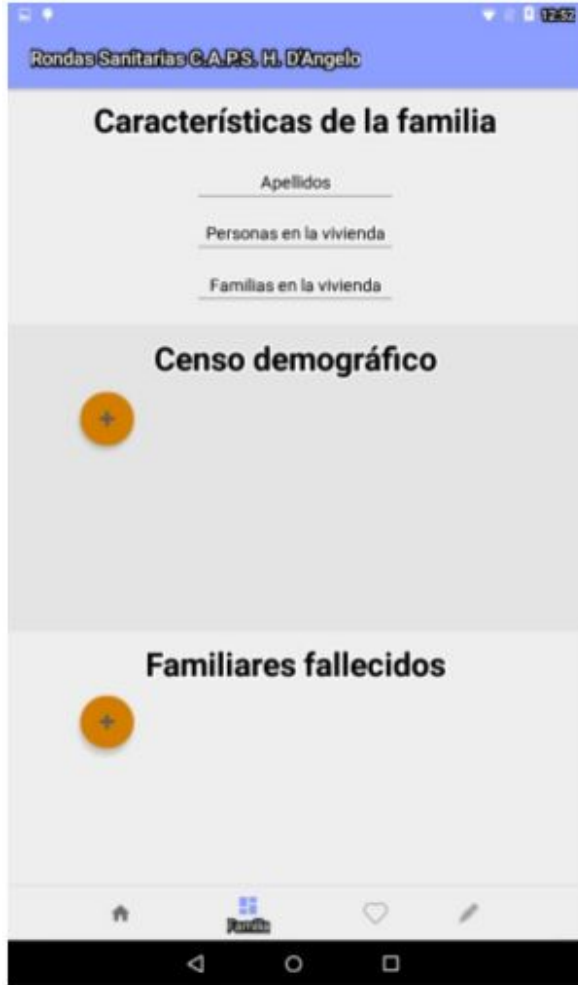 12:52
Rondas Sanitarias C.A.P.S. H. D'Angelo
Características de la familia
Apellidos
Personas en la vivienda
Familias en la vivienda
Censo demográfico
+
Familiares fallecidos
+
Familia